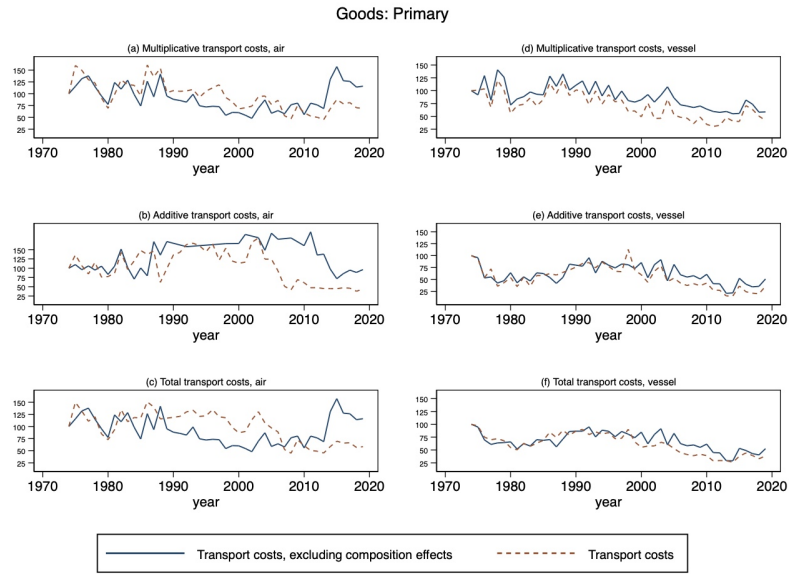 Goods: Primary
(a) Multiplicative transport costs, air
150
125
100
75
50
25
1970 1980 1990 2000 2010 2020
year
(d) Multiplicative transport costs, vessel
150
125
100
75
50
25
1970 1980 1990 2000 2010 2020
year
(b) Additive transport costs, air
150
125
100
75
50
25
1970 1980 1990 2000 2010 2020
year
(e) Additive transport costs, vessel
150
125
100
75
50
25
1970 1980 1990 2000 2010 2020
year
(c) Total transport costs, air
150
125
100
75
50
25
1970 1980 1990 2000 2010 2020
year
(f) Total transport costs, vessel
150
125
100
75
50
25
1970 1980 1990 2000 2010 2020
year
Transport costs, excluding composition effects
Transport costs